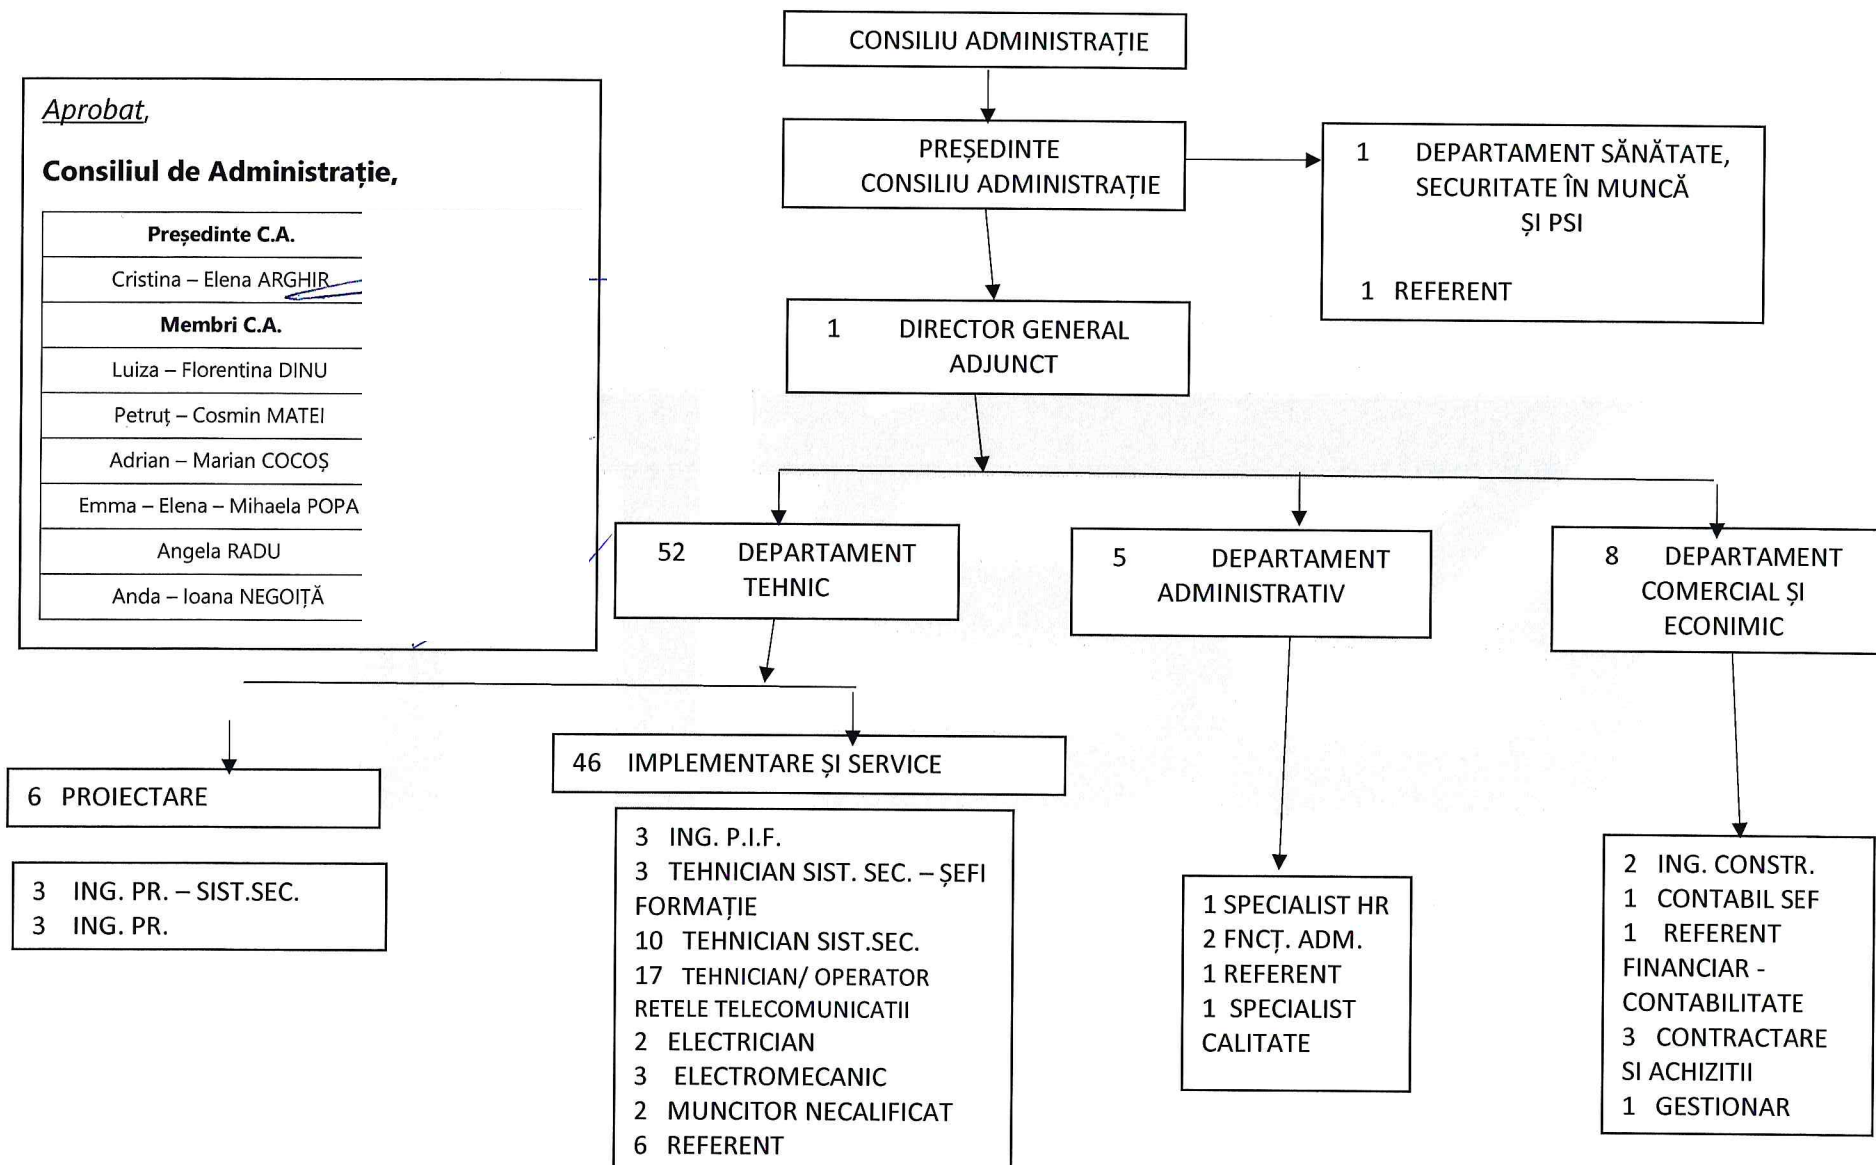 CONSILIU ADMINISTRAȚIE
Aprobat,
Consiliul de Administrație,
Președinte C.A.
Cristina – Elena ARGHIR
Membri C.A.
Luiza – Florentina DINU
Petruț – Cosmin MATEI
Adrian – Marian COCOȘ
Emma – Elena – Mihaela POPA
Angela RADU
Anda – Ioana NEGOIȚĂ
PREȘEDINTE
CONSILIU ADMINISTRAȚIE
1 DEPARTAMENT SĂNĂTATE,
SECURITATE ÎN MUNCĂ
ȘI PSI
1 REFERENT
1 DIRECTOR GENERAL
ADJUNCT
52 DEPARTAMENT
TEHNIC
5 DEPARTAMENT
ADMINISTRATIV
8 DEPARTAMENT
COMERCIAL ȘI
ECONIMIC
6 PROIECTARE
3 ING. PR. – SIST.SEC.
3 ING. PR.
46 IMPLEMENTARE ȘI SERVICE
3 ING. P.I.F.
3 TEHNICIAN SIST. SEC. – ȘEFI
FORMAȚIE
10 TEHNICIAN SIST.SEC.
17 TEHNICIAN/ OPERATOR
RETELE TELECOMUNICATII
2 ELECTRICIAN
3 ELECTROMECANIC
2 MUNCITOR NECALIFICAT
6 REFERENT
1 SPECIALIST HR
2 FNCȚ. ADM.
1 REFERENT
1 SPECIALIST
CALITATE
2 ING. CONSTR.
1 CONTABIL SEF
1 REFERENT
FINANCIAR -
CONTABILITATE
3 CONTRACTARE
SI ACHIZITII
1 GESTIONAR